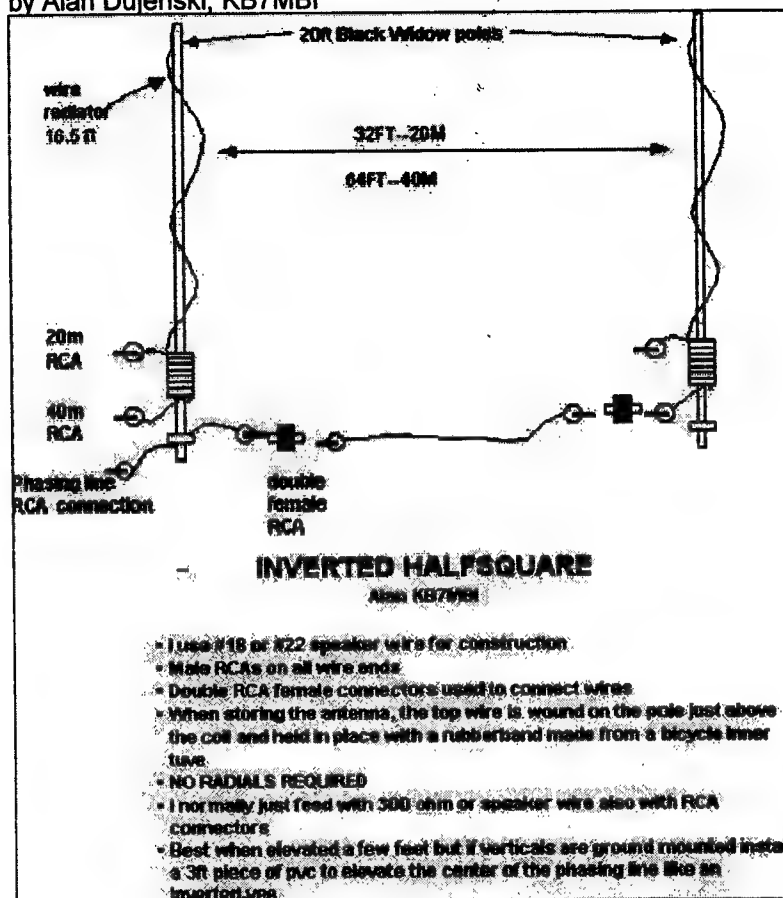 by Alan Dujenski, KB7MBI
20ft Black Widow poles
wire
radiator
16.5 ft
32FT--20M
64FT--40M
20m
RCA
40m
RCA
Phasing line
RCA connection
double
female
RCA
INVERTED HALFSQUARE
Alan KB7MBI
- I use #18 or #22 speaker wire for construction
- Male RCAs on all wire ends
- Double RCA female connectors used to connect wires
- When storing the antenna, the top wire is wound on the pole just above
the coil and held in place with a rubberband made from a bicycle inner
tuve.
- NO RADIALS REQUIRED
- I normally just feed with 300 ohm or speaker wire also with RCA
connectors
- Best when elevated a few feet but if verticals are ground mounted insta
a 3ft piece of pvc to elevate the center of the phasing line like an
inverted vee